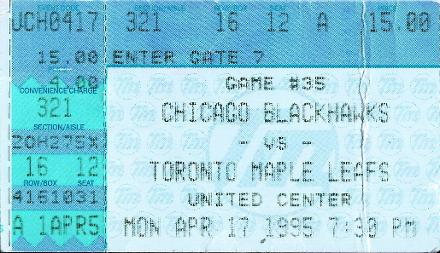 UCH0417 321 16 12 A 15.00
15.00 ENTER GATE 7
4.00 GAME #35
CONVENIENCE CHARGE
321 CHICAGO BLACKHAWKS
SECTION/AISLE
- VS -
16 12 TORONTO MAPLE LEAFS
ROW/BOX SEAT
4151031 UNITED CENTER
A 1APR5 MON APR 17 1995 7:30 PM